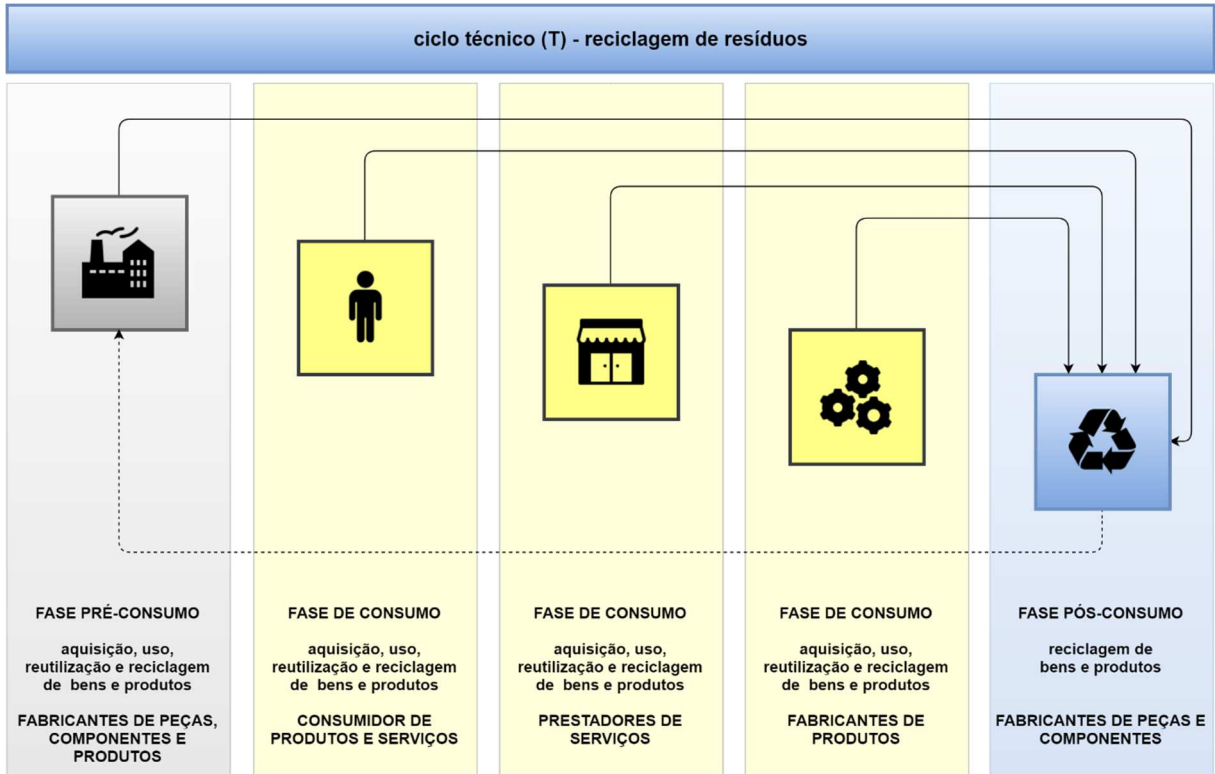 ciclo técnico (T) - reciclagem de resíduos
FASE PRÉ-CONSUMO
aquisição, uso,
reutilização e reciclagem
de bens e produtos
FABRICANTES DE PEÇAS,
COMPONENTES E
PRODUTOS
FASE DE CONSUMO
aquisição, uso,
reutilização e reciclagem
de bens e produtos
CONSUMIDOR DE
PRODUTOS E SERVIÇOS
FASE DE CONSUMO
aquisição, uso,
reutilização e reciclagem
de bens e produtos
PRESTADORES DE
SERVIÇOS
FASE DE CONSUMO
aquisição, uso,
reutilização e reciclagem
de bens e produtos
FABRICANTES DE
PRODUTOS
FASE PÓS-CONSUMO
reciclagem de
bens e produtos
FABRICANTES DE PEÇAS E
COMPONENTES